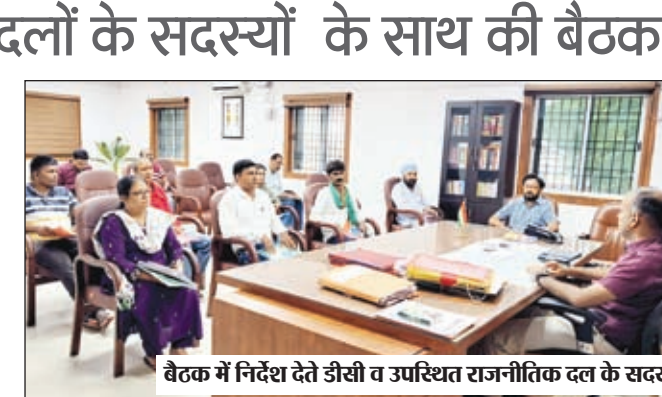 दलों के सदस्यों के साथ की बैठक
बैठक में निर्देश देते डीसी व उपस्थित राजनीतिक दल के